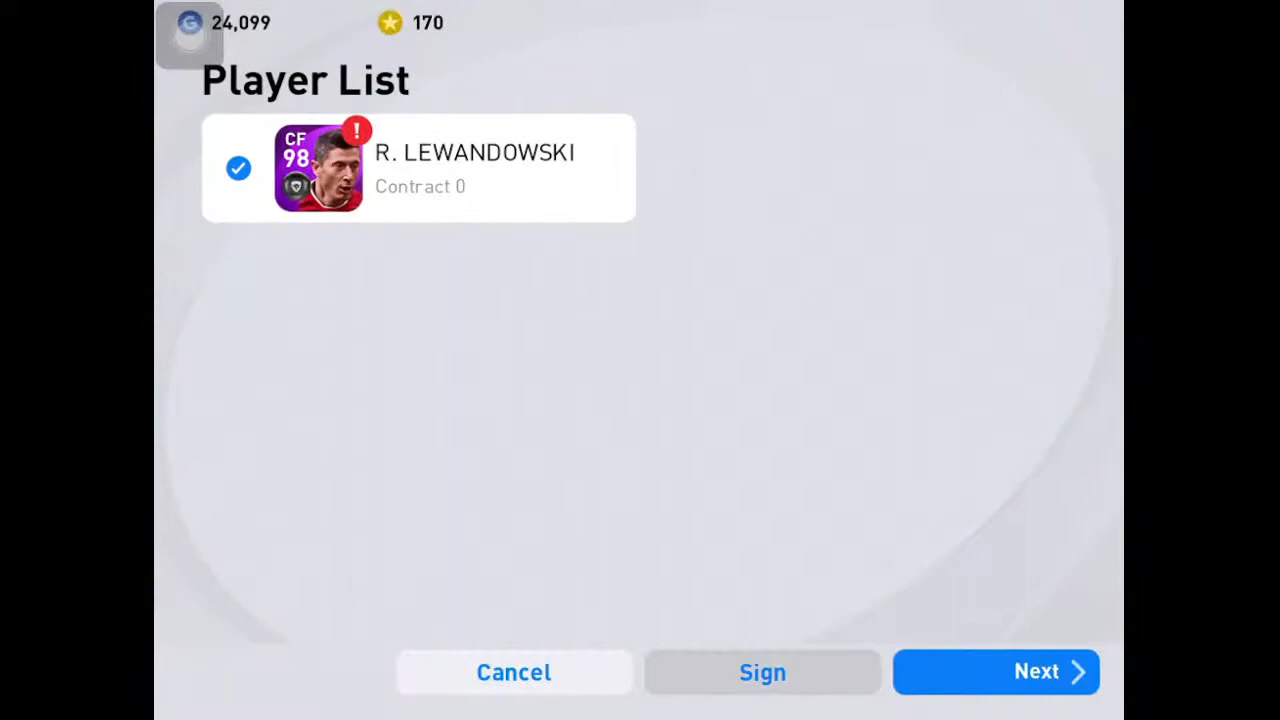 G 24,099 170
Player List
CF
98
!
R. LEWANDOWSKI
Contract 0
Cancel Sign Next